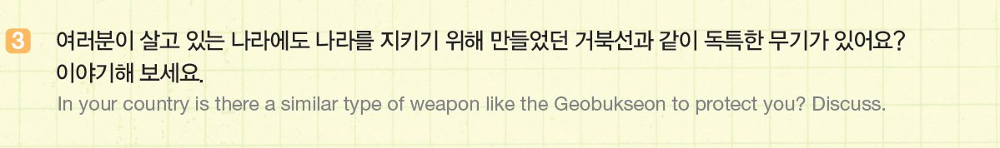 3 여러분이 살고 있는 나라에도 나라를 지키기 위해 만들었던 거북선과 같이 독특한 무기가 있어요?
이야기해 보세요.
In your country is there a similar type of weapon like the Geobukseon to protect you? Discuss.